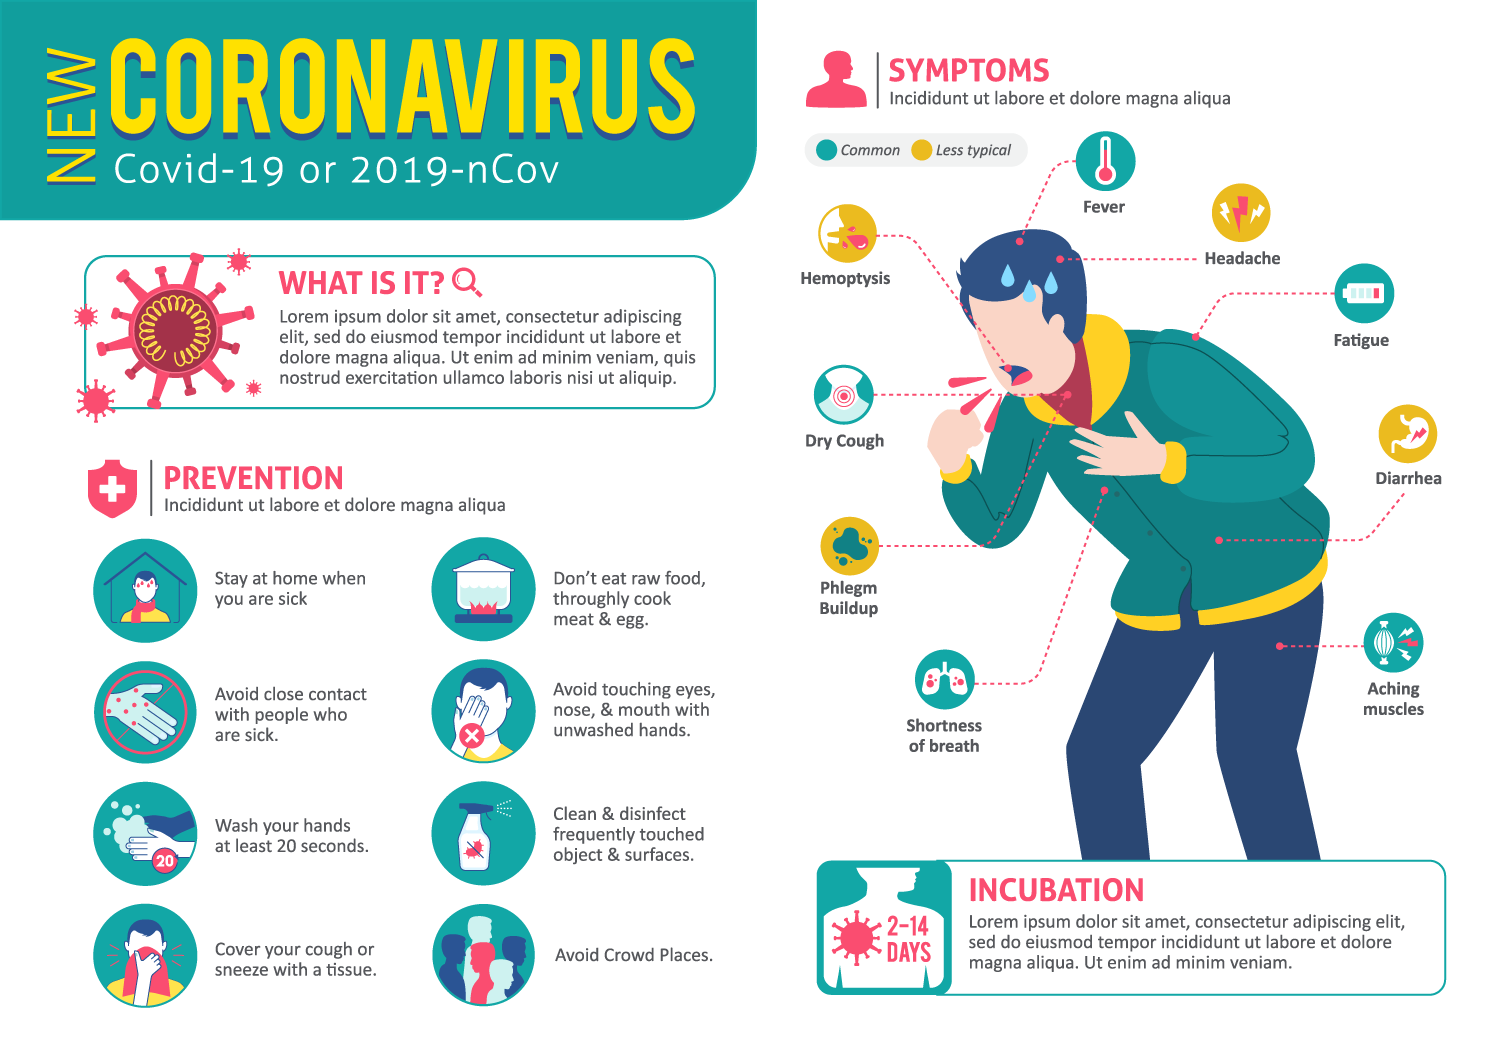 NEW
CORONAVIRUS
Covid-19 or 2019-nCov
WHAT IS IT?
Lorem ipsum dolor sit amet, consectetur adipiscing
elit, sed do eiusmod tempor incididunt ut labore et
dolore magna aliqua. Ut enim ad minim veniam, quis
nostrud exercitation ullamco laboris nisi ut aliquip.
PREVENTION
Incididunt ut labore et dolore magna aliqua
Stay at home when
you are sick
Don't eat raw food,
throughly cook
meat & egg.
Avoid close contact
with people who
are sick.
Avoid touching eyes,
nose, & mouth with
unwashed hands.
20
Wash your hands
at least 20 seconds.
Clean & disinfect
frequently touched
object & surfaces.
Cover your cough or
sneeze with a tissue.
Avoid Crowd Places.
SYMPTOMS
Incididunt ut labore et dolore magna aliqua
Common
Less typical
Fever
Headache
Hemoptysis
Fatigue
Dry Cough
Diarrhea
Phlegm
Buildup
Aching
muscles
Shortness
of breath
2-14
DAYS
INCUBATION
Lorem ipsum dolor sit amet, consectetur adipiscing elit,
sed do eiusmod tempor incididunt ut labore et dolore
magna aliqua. Ut enim ad minim veniam.